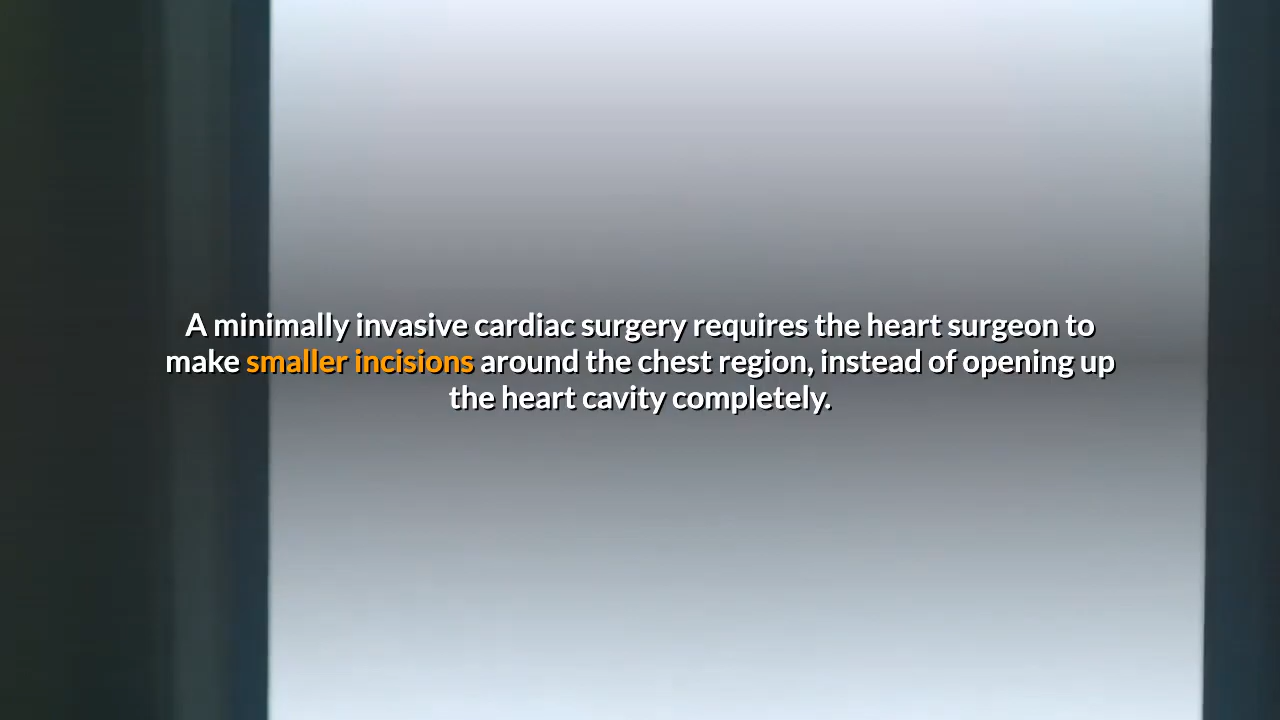 A minimally invasive cardiac surgery requires the heart surgeon to
make smaller incisions around the chest region, instead of opening up
the heart cavity completely.